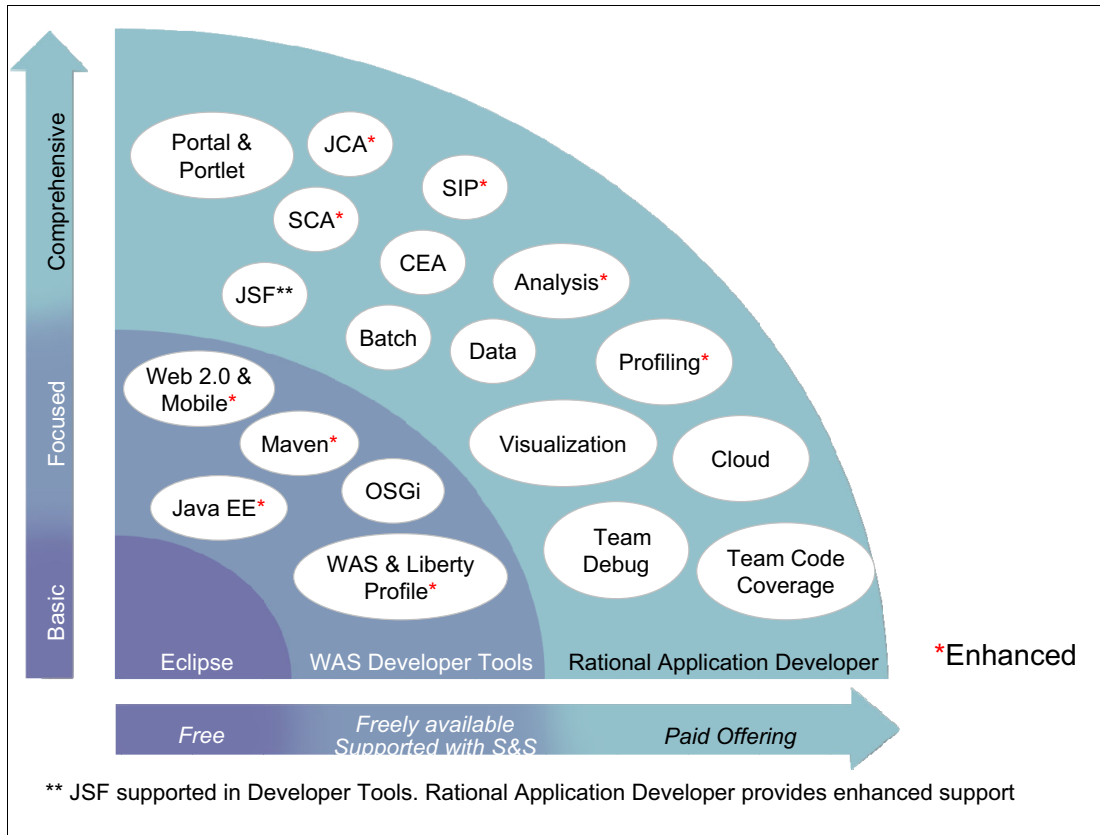 Comprehensive
Focused
Basic
Portal &
Portlet
JCA*
SIP*
SCA*
CEA
Analysis*
JSF**
Batch
Data
Profiling*
Web 2.0 &
Mobile*
Maven*
Visualization
Cloud
Java EE*
OSGi
Team
Debug
Team Code
Coverage
WAS & Liberty
Profile*
Eclipse
WAS Developer Tools
Rational Application Developer
*Enhanced
Free
Freely available
Supported with S&S
Paid Offering
** JSF supported in Developer Tools. Rational Application Developer provides enhanced support